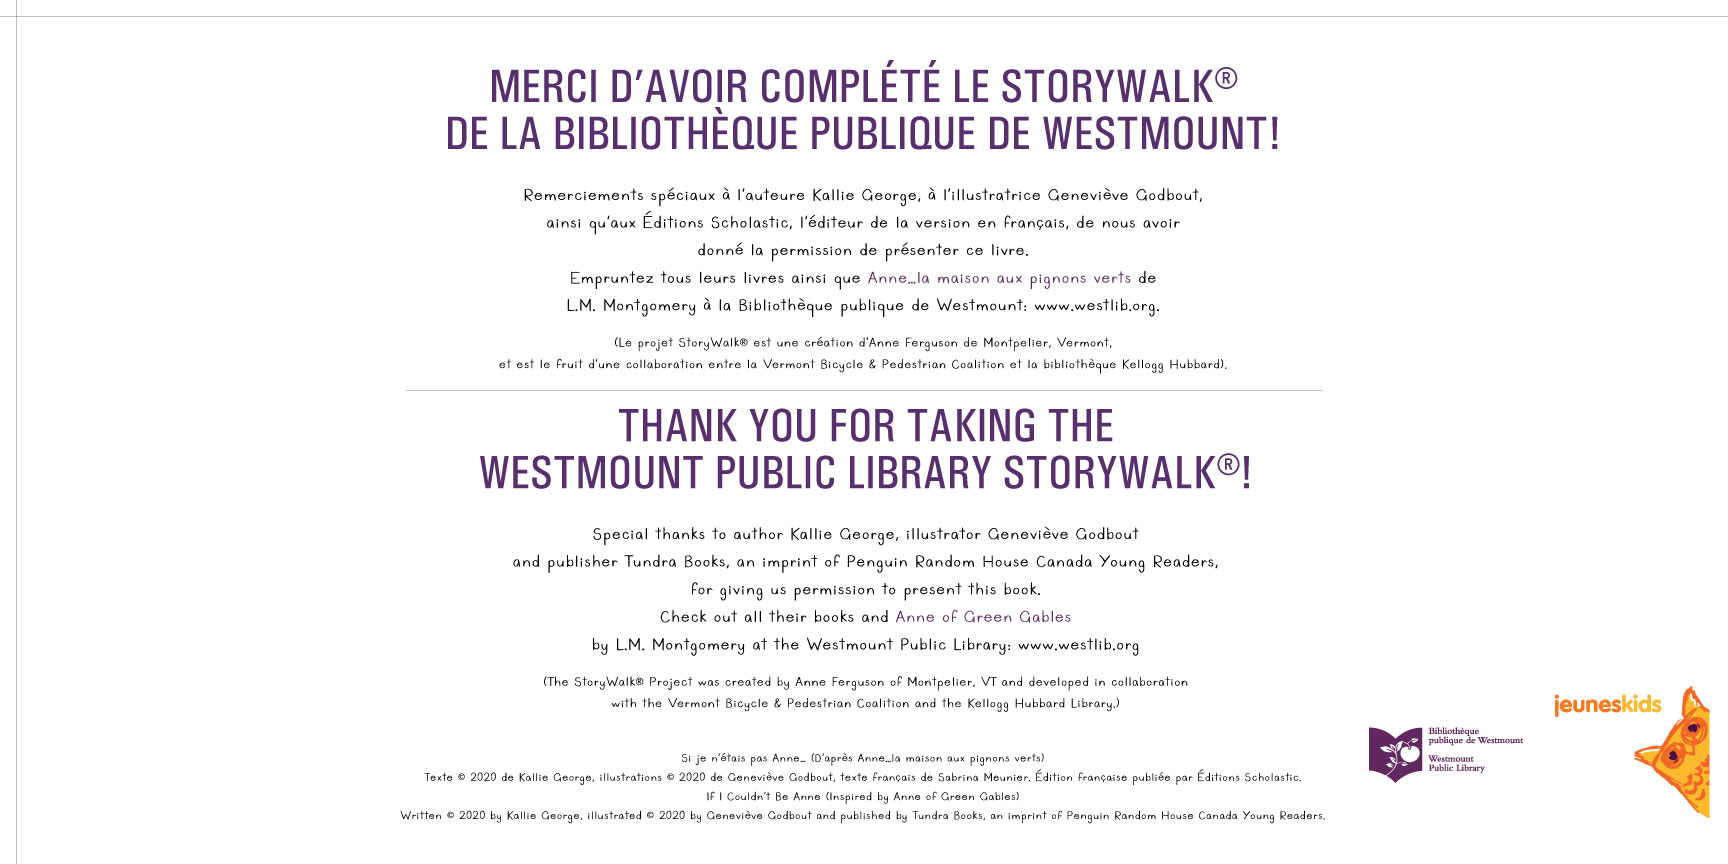 MERCI D'AVOIR COMPLÉTÉ LE STORYWALK®
DE LA BIBLIOTHÈQUE PUBLIQUE DE WESTMOUNT!
Remerciements spéciaux à l'auteure Kallie George, à l'illustratrice Geneviève Godbout,
ainsi qu'aux Éditions Scholastic, l'éditeur de la version en français, de nous avoir
donné la permission de présenter ce livre.
Empruntez tous leurs livres ainsi que Anne...la maison aux pignons verts de
L.M. Montgomery à la Bibliothèque publique de Westmount: www.westlib.org.
(Le projet StoryWalk® est une création d'Anne Ferguson de Montpelier, Vermont,
et est le fruit d'une collaboration entre la Vermont Bicycle & Pedestrian Coalition et la bibliothèque Kellogg Hubbard).
THANK YOU FOR TAKING THE
WESTMOUNT PUBLIC LIBRARY STORYWALK®!
Special thanks to author Kallie George, illustrator Geneviève Godbout
and publisher Tundra Books, an imprint of Penguin Random House Canada Young Readers,
for giving us permission to present this book.
Check out all their books and Anne of Green Gables
by L.M. Montgomery at the Westmount Public Library: www.westlib.org
(The StoryWalk® Project was created by Anne Ferguson of Montpelier, VT and developed in collaboration
with the Vermont Bicycle & Pedestrian Coalition and the Kellogg Hubbard Library.)
Si je n'étais pas Anne... (D'après Anne...la maison aux pignons verts)
Texte © 2020 de Kallie George, illustrations © 2020 de Geneviève Godbout, texte français de Sabrina Meunier. Édition française publiée par Éditions Scholastic.
If I Couldn't Be Anne (Inspired by Anne of Green Gables)
Written © 2020 by Kallie George, illustrated © 2020 by Geneviève Godbout and published by Tundra Books, an imprint of Penguin Random House Canada Young Readers.
Bibliothèque
publique de Westmount
Westmount
Public Library
jeuneskids